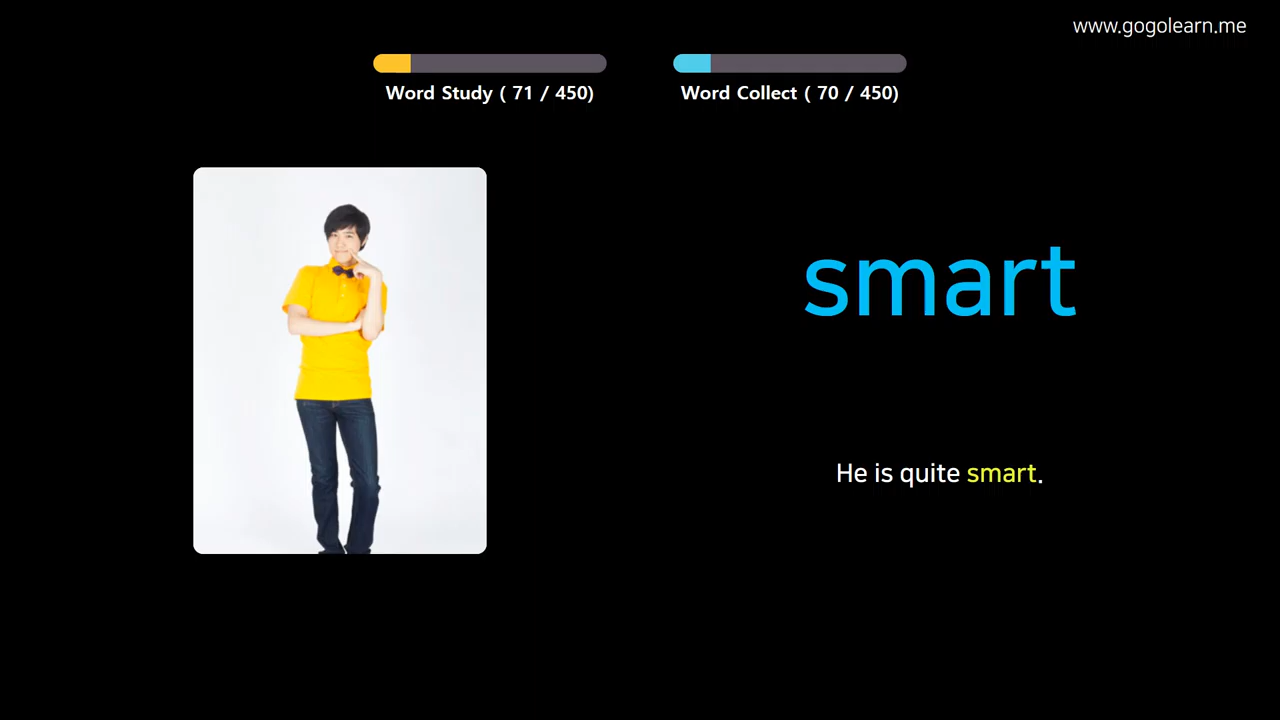 www.gogolearn.me
Word Study ( 71 / 450)
Word Collect ( 70 / 450)
smart
He is quite smart.